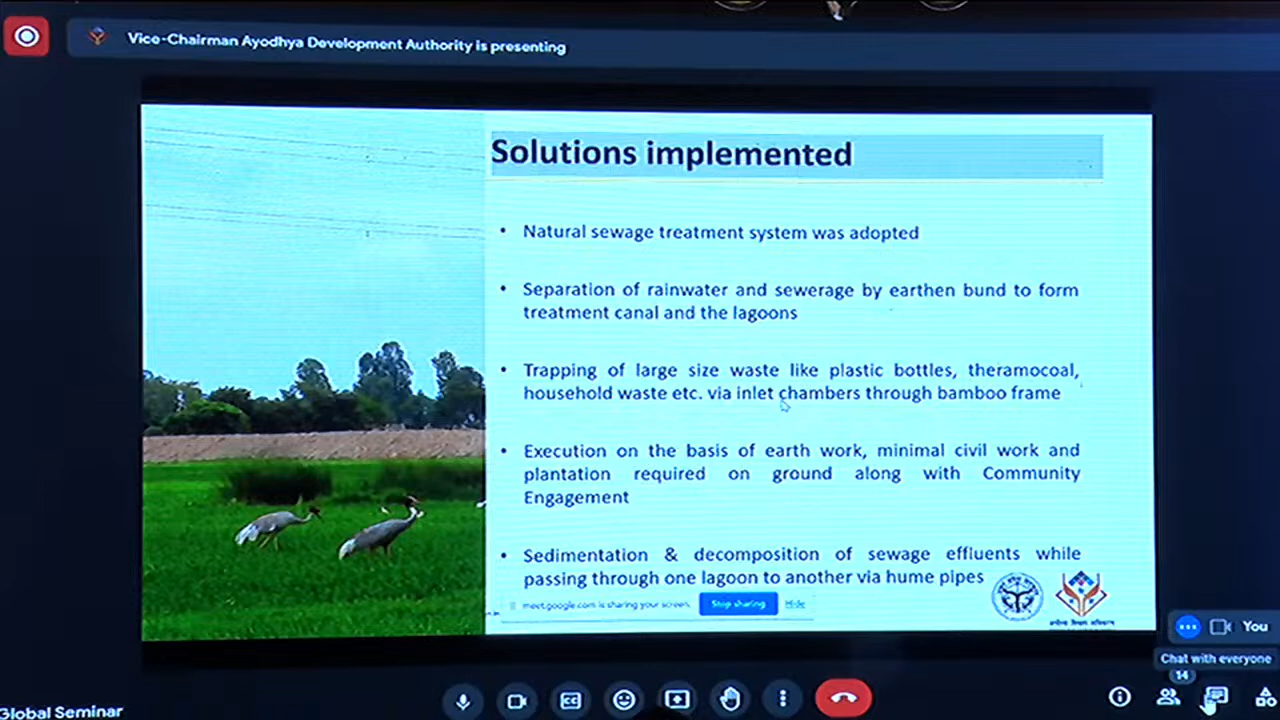 Vice-Chairman Ayodhya Development Authority is presenting
Solutions implemented
• Natural sewage treatment system was adopted
• Separation of rainwater and sewerage by earthen bund to form
treatment canal and the lagoons
• Trapping of large size waste like plastic bottles, theramocoal,
household waste etc. via inlet chambers through bamboo frame
• Execution on the basis of earth work, minimal civil work and
plantation required on ground along with Community
Engagement
• Sedimentation & decomposition of sewage effluents while
passing through one lagoon to another via hume pipes
meet.google.com is sharing your screen.
Stop sharing
Hide
You
Chat with everyone
14
CC
Global Seminar